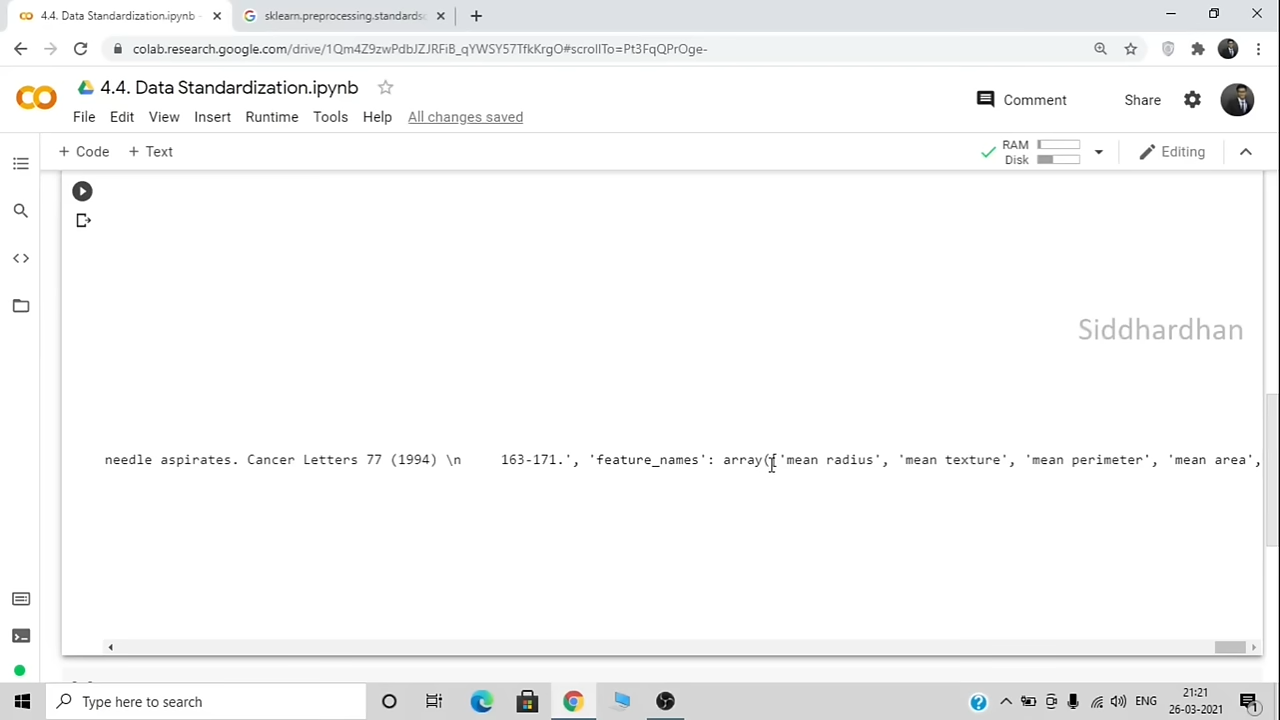 4.4. Data Standardization.ipynb
sklearn.preprocessing.standards
colab.research.google.com/drive/1Qm4Z9zwPdbJZJRFiB_qYWSY57TfkKrgO#scrollTo=Pt3FqQPrOge-
4.4. Data Standardization.ipynb
File Edit View Insert Runtime Tools Help All changes saved
Comment Share
+ Code + Text
RAM
Disk
Editing
Siddhardhan
needle aspirates. Cancer Letters 77 (1994) \n 163-171.', 'feature_names': array(['mean radius', 'mean texture', 'mean perimeter', 'mean area',
Type here to search
ENG
21:21
26-03-2021